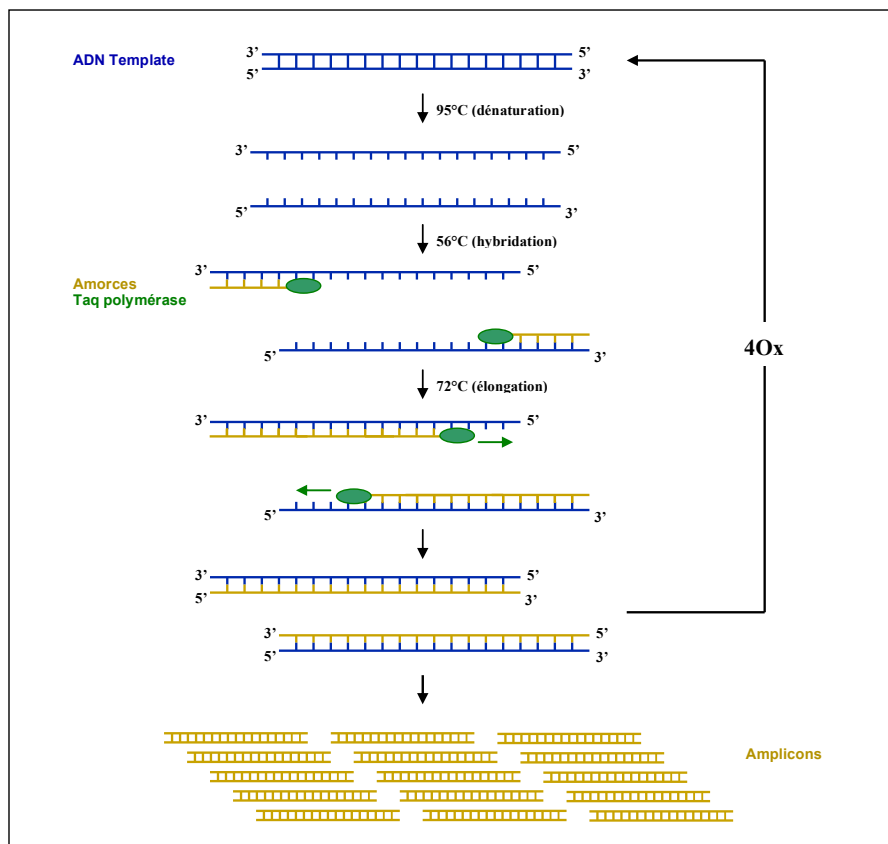 3’ 5’
ADN Template
5’ 3’
95°C (dénaturation)
3’ 5’
5’ 3’
56°C (hybridation)
3’ 5’
Amorces
Taq polymérase
5’ 3’
4Ox
72°C (élongation)
3’ 5’
5’ 3’
3’ 5’
5’ 3’
3’ 5’
5’ 3’
Amplicons